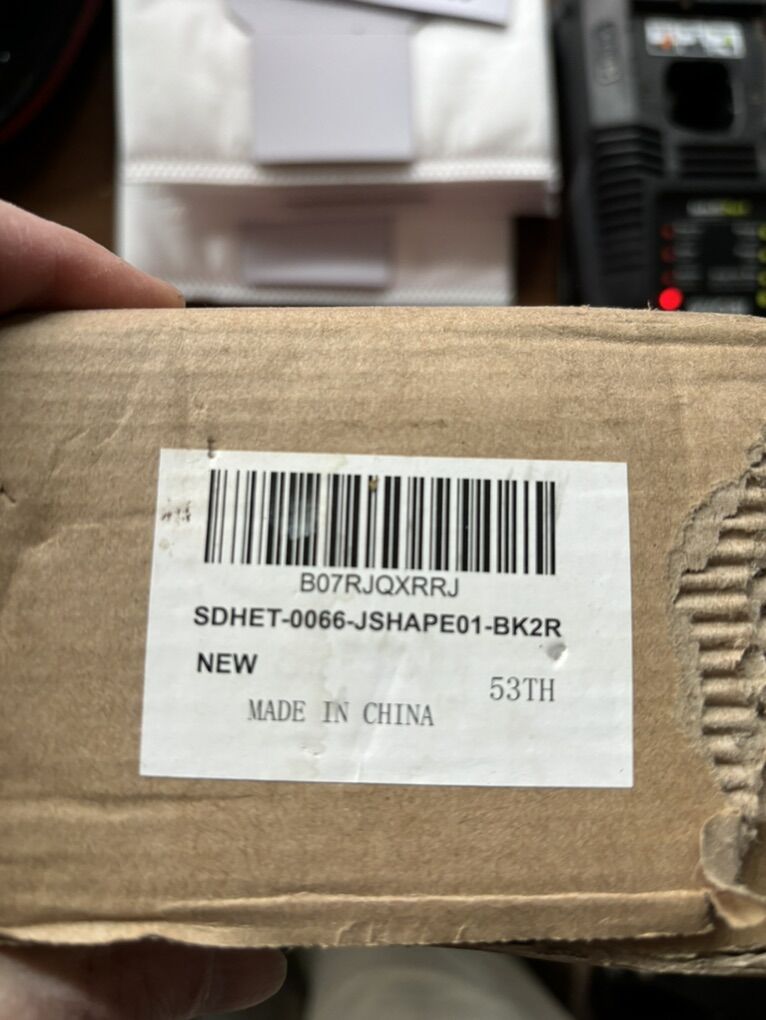 B07RJQXRRJ
SDHET-0066-JSHAPE01-BK2R
NEW
53TH
MADE IN CHINA